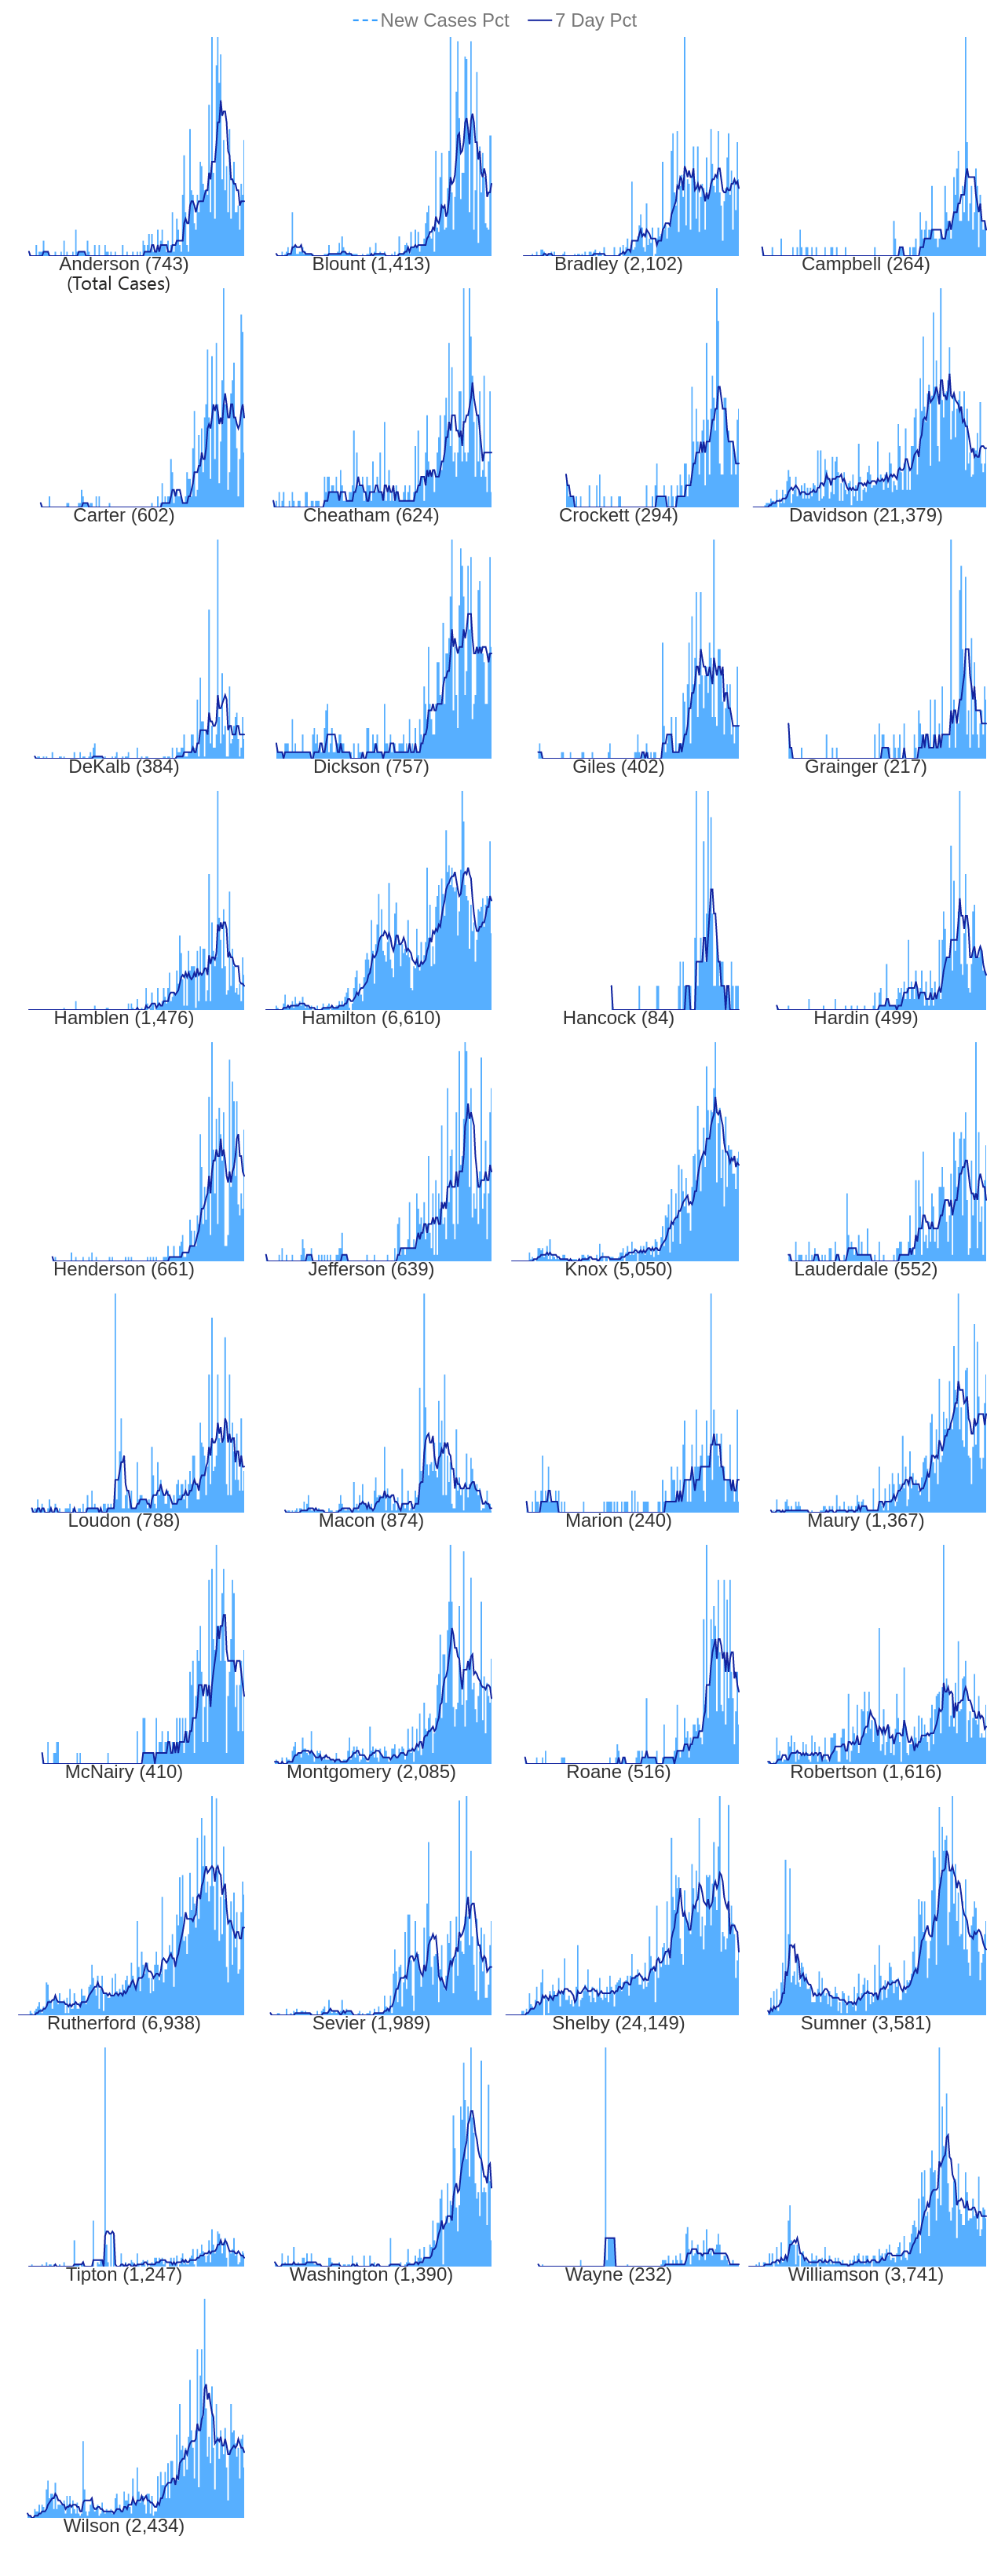 New Cases Pct 7 Day Pct
Anderson (743) Blount (1,413) Bradley (2,102) Campbell (264)
(Total Cases)
Carter (602) Cheatham (624) Crockett (294) Davidson (21,379)
DeKalb (384) Dickson (757) Giles (402) Grainger (217)
Hamblen (1,476) Hamilton (6,610) Hancock (84) Hardin (499)
Henderson (661) Jefferson (639) Knox (5,050) Lauderdale (552)
Loudon (788) Macon (874) Marion (240) Maury (1,367)
McNairy (410) Montgomery (2,085) Roane (516) Robertson (1,616)
Rutherford (6,938) Sevier (1,989) Shelby (24,149) Sumner (3,581)
Tipton (1,247) Washington (1,390) Wayne (232) Williamson (3,741)
Wilson (2,434)